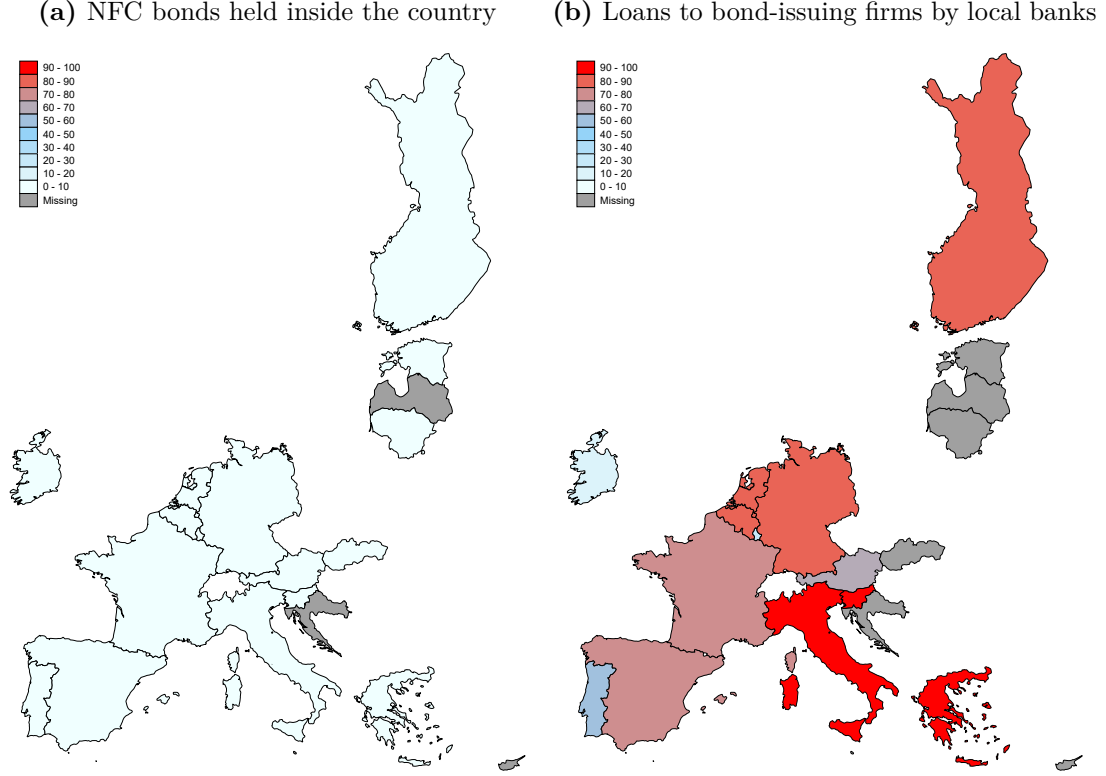 (a) NFC bonds held inside the country
90 - 100
80 - 90
70 - 80
60 - 70
50 - 60
40 - 50
30 - 40
20 - 30
10 - 20
0 - 10
Missing
(b) Loans to bond-issuing firms by local banks
90 - 100
80 - 90
70 - 80
60 - 70
50 - 60
40 - 50
30 - 40
20 - 30
10 - 20
0 - 10
Missing